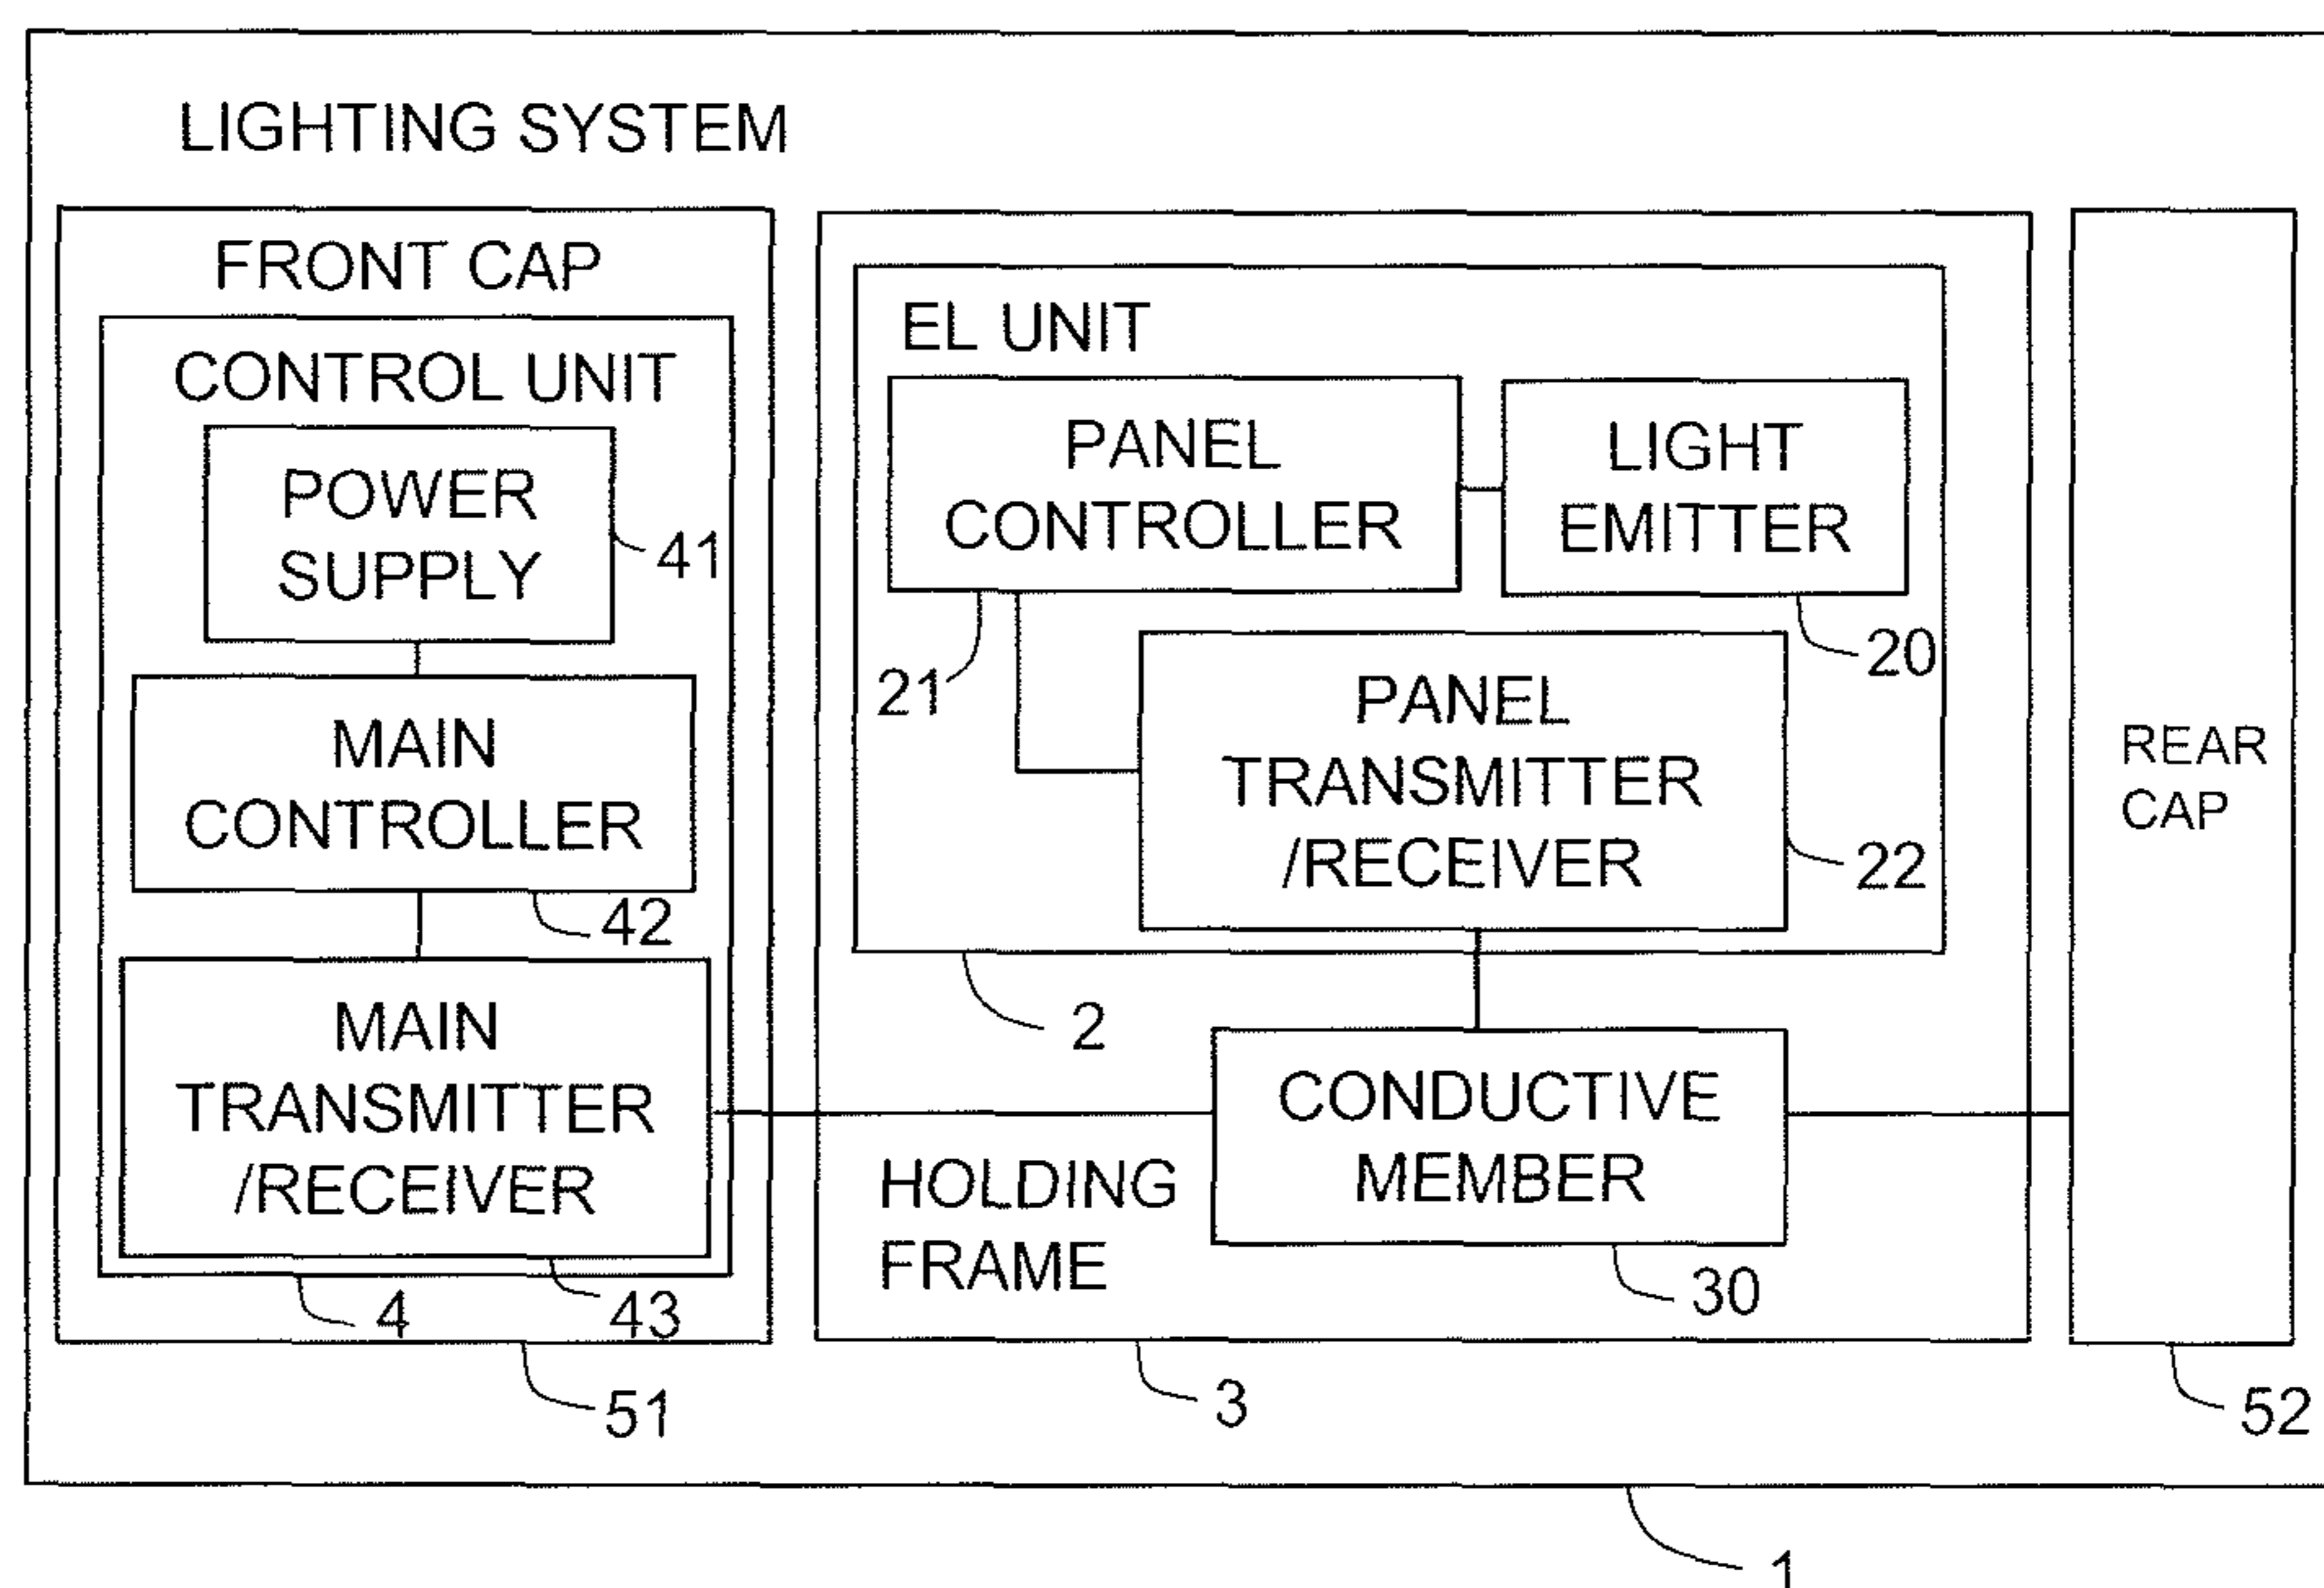 LIGHTING SYSTEM
FRONT CAP
CONTROL UNIT
POWER
SUPPLY
41
MAIN
CONTROLLER
42
MAIN
TRANSMITTER
/RECEIVER
4
43
51
EL UNIT
PANEL
CONTROLLER
LIGHT
EMITTER
21
20
PANEL
TRANSMITTER
/RECEIVER
22
2
CONDUCTIVE
MEMBER
HOLDING
FRAME
30
3
REAR
CAP
52
1